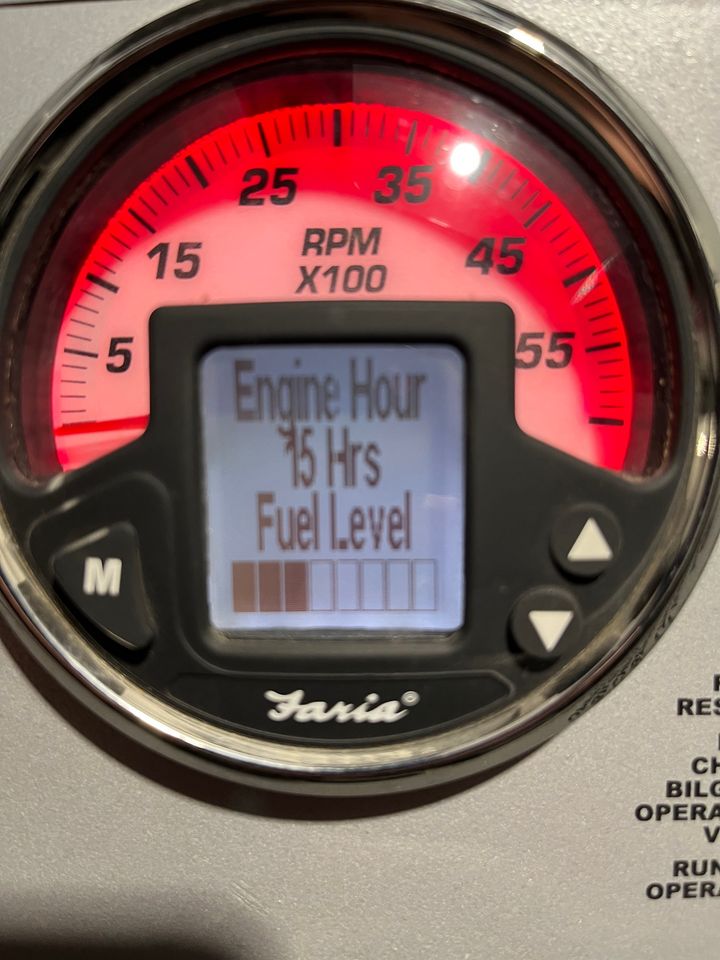 25 35
15 RPM 45
X100
5 55
Engine Hour
15 Hrs
Fuel Level
M
Faria©
RES
CH
BILG
OPERA
V
RUN
OPERA